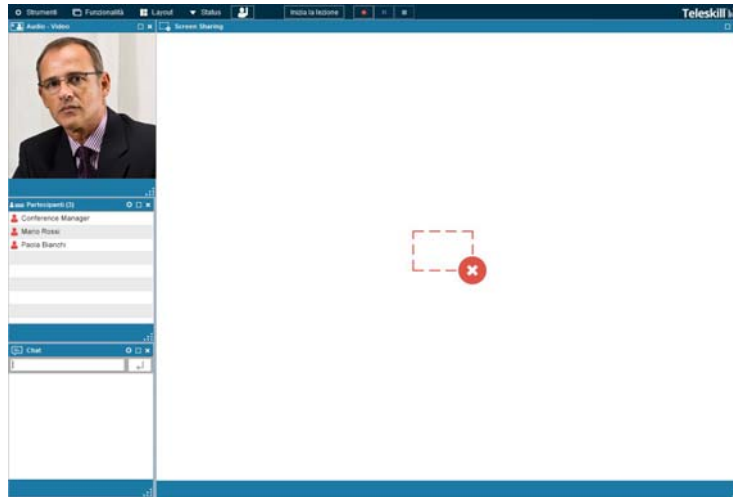 Strumenti Funzionalità Layout Status Inizia la lezione Teleskill
Audio - Video Screen Sharing
Partecipanti (3)
Conference Manager
Mario Rossi
Paola Bianchi
Chat